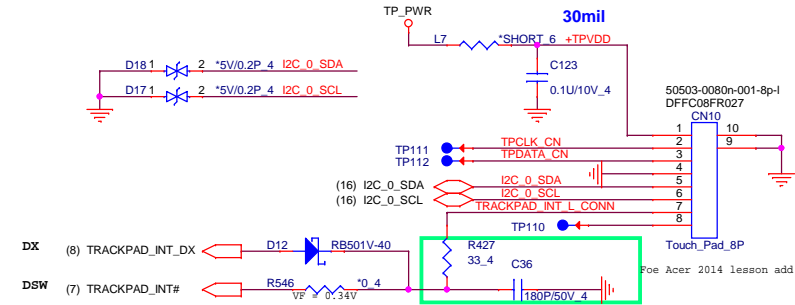 TP_PWR
30mil
L7 *SHORT_6 +TPVDD
D18 1 2 *5V/0.2P_4 I2C_0_SDA
C123
D17 1 2 *5V/0.2P_4 I2C_0_SCL
0.1U/10V_4
50503-0080n-001-8p-l
DFFC08FR027
CN10
1 10
2 9
3
4
5
6
7
8
TP111 TPCLK_CN
TP112 TPDATA_CN
(16) I2C_0_SDA I2C_0_SDA
(16) I2C_0_SCL I2C_0_SCL
TRACKPAD_INT_L_CONN
TP110
Touch_Pad_8P
DX (8) TRACKPAD_INT_DX D12 RB501V-40
R427
33_4
C36
180P/50V_4
Foe Acer 2014 lesson add
DSW (7) TRACKPAD_INT# R546 *0_4
VF = 0.34V